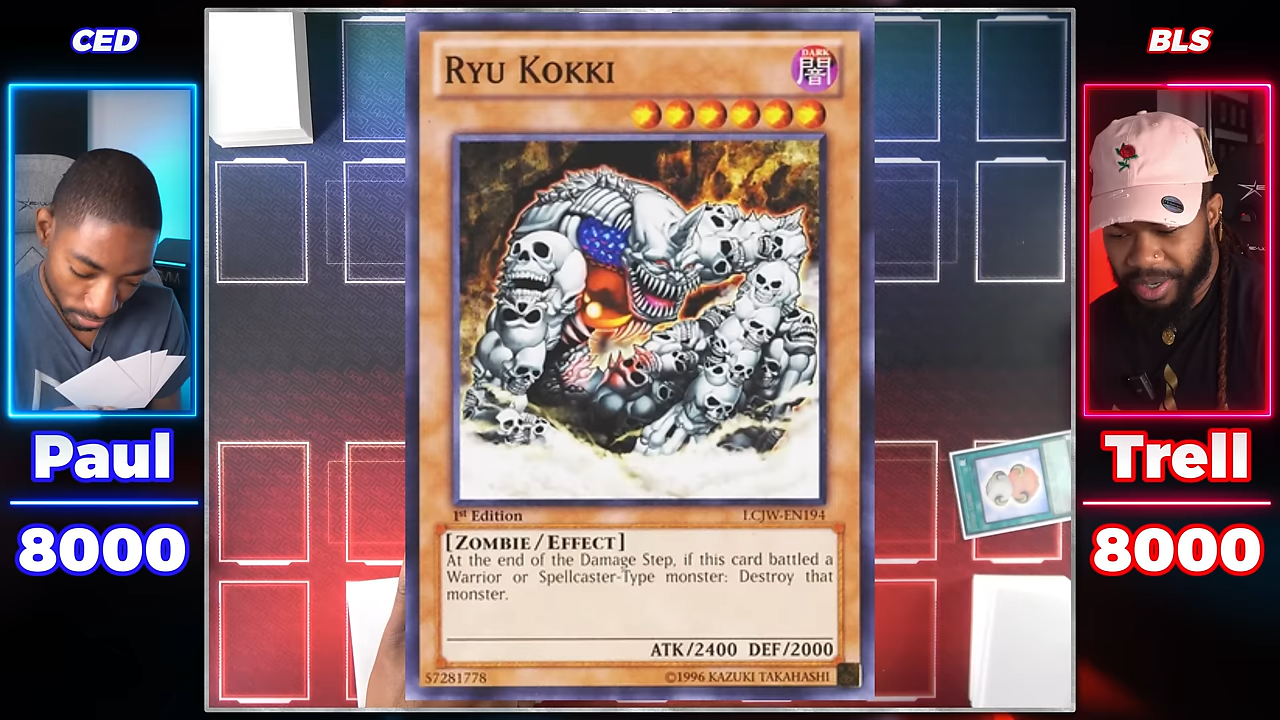 CED
Paul
8000
RYU KOKKI
DARK
闇
1st Edition
LCJW-EN194
[ZOMBIE/EFFECT]
At the end of the Damage Step, if this card battled a
Warrior or Spellcaster-Type monster: Destroy that
monster.
ATK/2400 DEF/2000
57281778
©1996 KAZUKI TAKAHASHI
BLS
Trell
8000